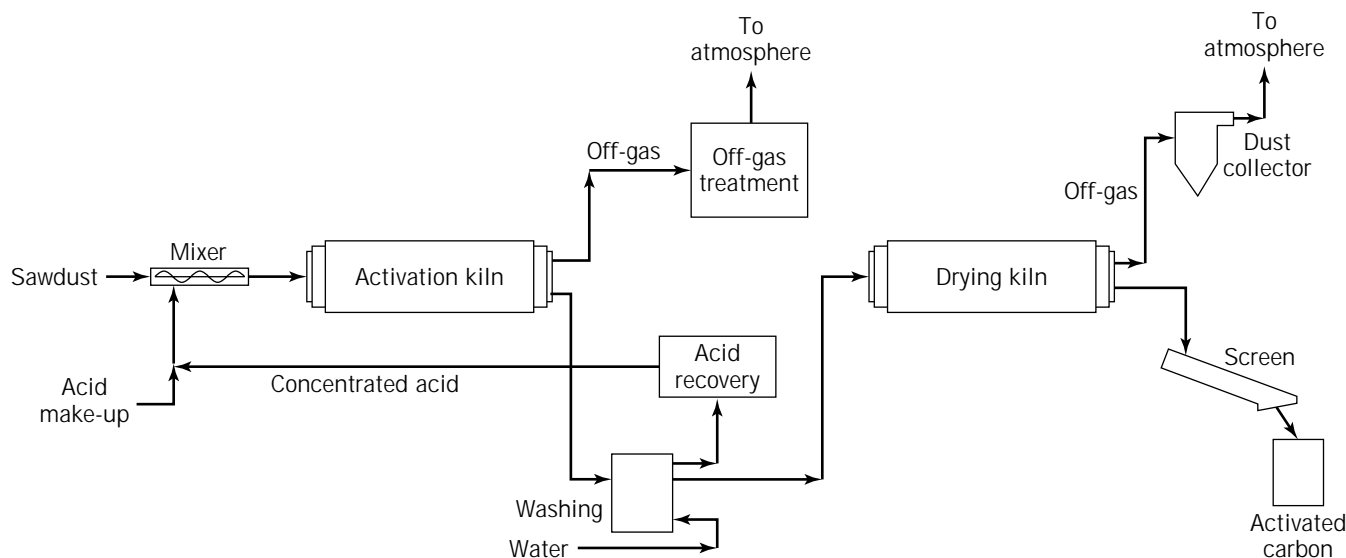 To
atmosphere
To
atmosphere
Off-gas
Off-gas
treatment
Dust
collector
Off-gas
Mixer
Sawdust
Activation kiln
Drying kiln
Acid
recovery
Screen
Concentrated acid
Acid
make-up
Washing
Water
Activated
carbon